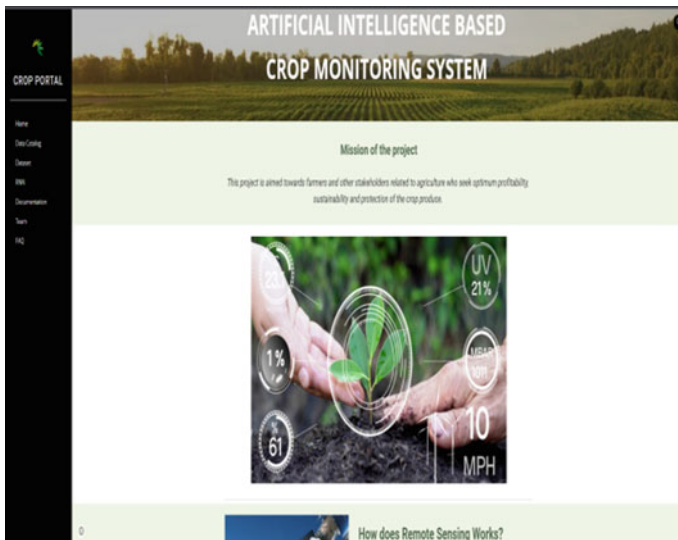 ARTIFICIAL INTELLIGENCE BASED
CROP MONITORING SYSTEM
CROP PORTAL
Home
Data Catalog
Dataset
Documentation
Team
FAQ
Mission of the project
This project is aimed towards farmers and other stakeholders related to agriculture who seek optimum profitability,
sustainability and protection of the crop produce.
UV
21%
1%
MBAR
1011
%
61
10
MPH
How does Remote Sensing Works?